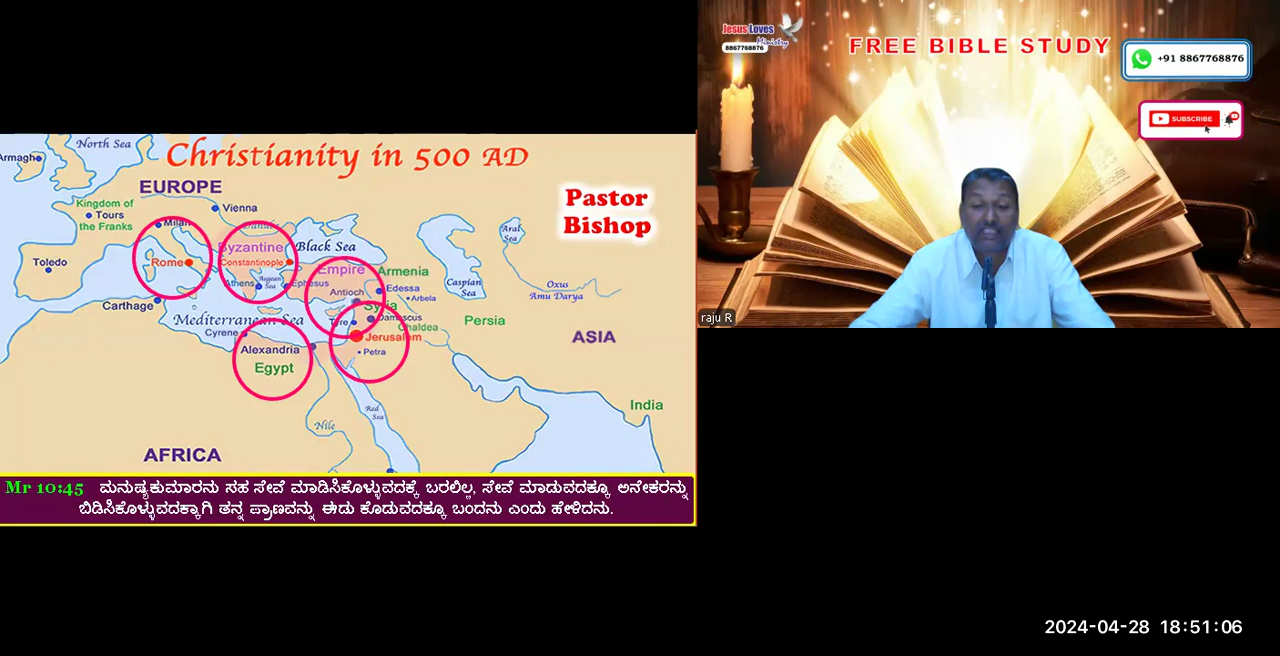 North Sea
Armagh
Christianity in 500 AD
EUROPE
Kingdom of
the Franks
Tours
Vienna
Milan
Danube
Pastor
Bishop
Byzantine
Black Sea
Aral
Sea
Toledo
Rome
Constantinople
Empire
Armenia
Athens
Aegean
Sea
Ephesus
Antioch
Edessa
Caspian
Sea
Oxus
Amu Darya
Arbela
Carthage
Syria
Mediterranean Sea
Tyre
Damascus
Chaldea
Persia
Cyrene
Jerusalem
ASIA
Alexandria
Petra
Egypt
India
Red
Sea
Nile
AFRICA
Mr 10:45 ಮನುಷ್ಯಕುಮಾರನು ಸಹ ಸೇವೆ ಮಾಡಿಸಿಕೊಳ್ಳುವದಕ್ಕೆ ಬರಲಿಲ್ಲ, ಸೇವೆ ಮಾಡುವದಕ್ಕೂ ಅನೇಕರನ್ನು
ಬಿಡಿಸಿಕೊಳ್ಳುವದಕ್ಕಾಗಿ ತನ್ನ ಪ್ರಾಣವನ್ನು ಈಡು ಕೊಡುವದಕ್ಕೂ ಬಂದನು ಎಂದು ಹೇಳಿದನು.
Jesus Loves
Ministry
8867768876
FREE BIBLE STUDY
+91 8867768876
SUBSCRIBE
raju R
2024-04-28 18:51:06